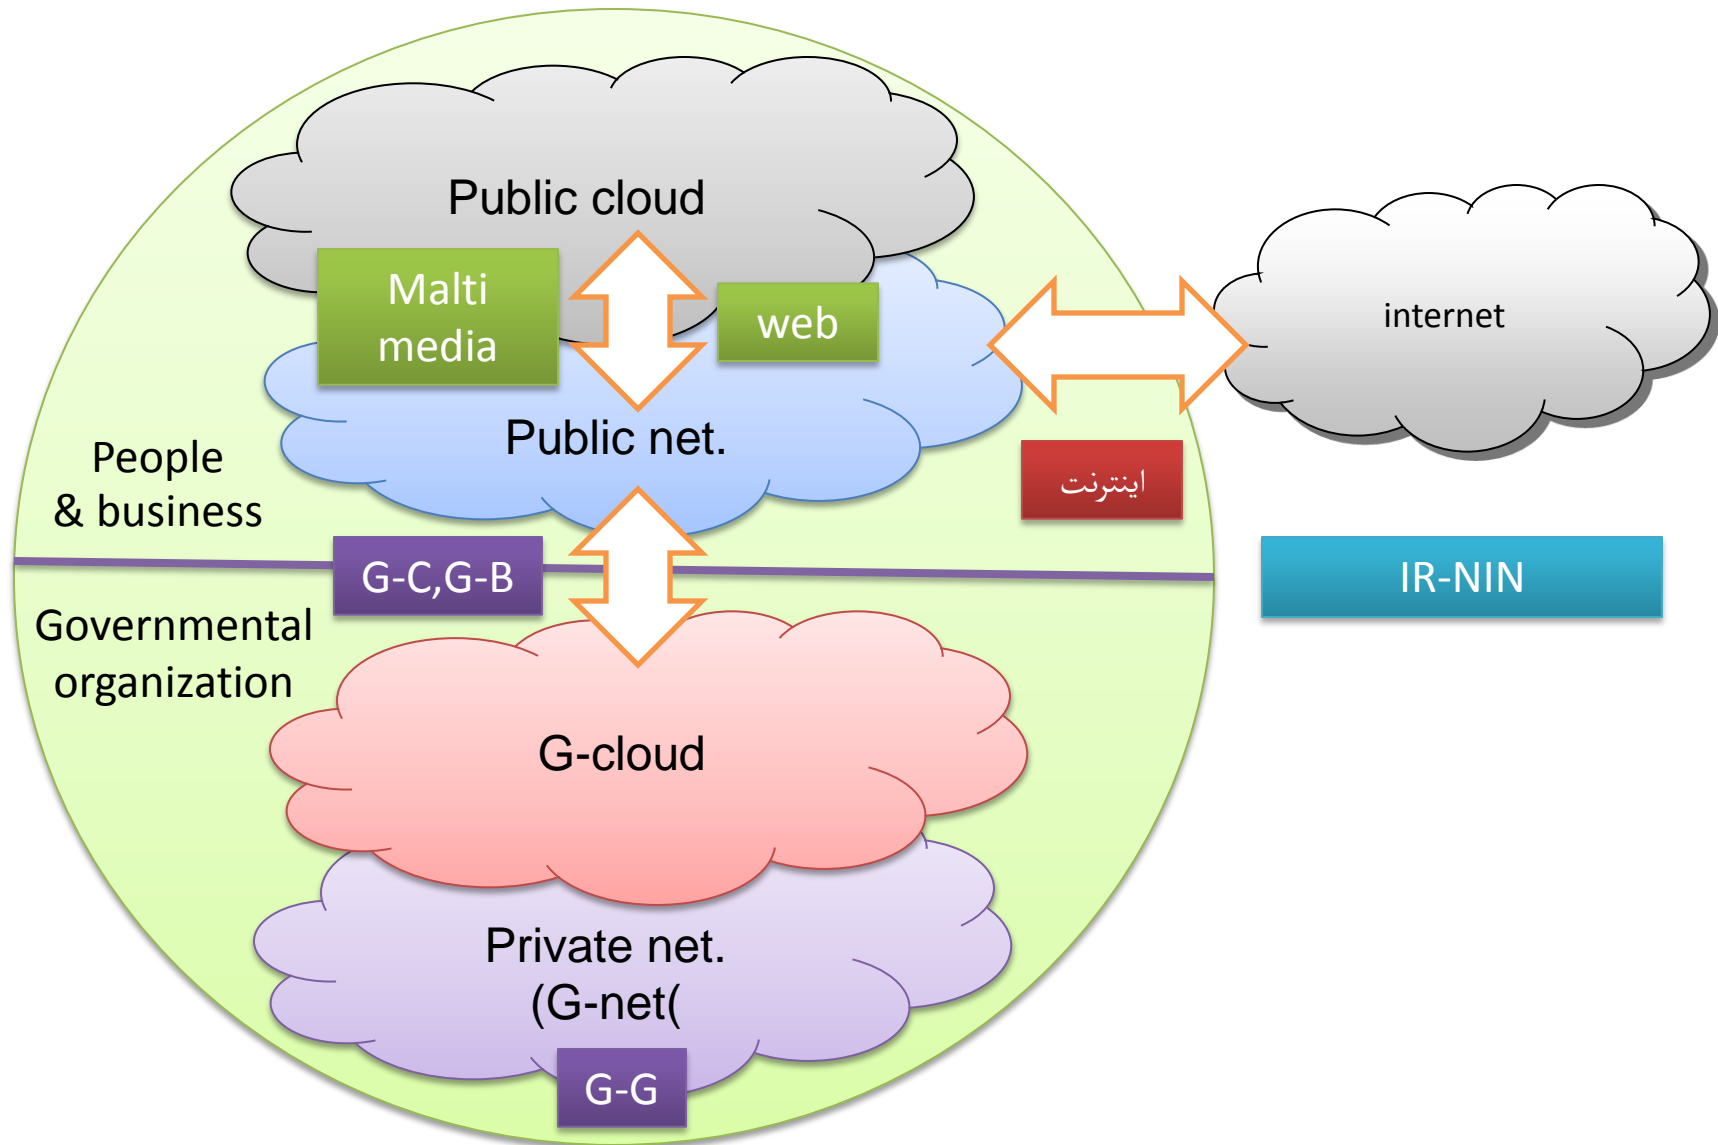 Public cloud
Malti
media
web
internet
Public net.
People
& business
اینترنت
G-C,G-B
IR-NIN
Governmental
organization
G-cloud
Private net.
(G-net(
G-G